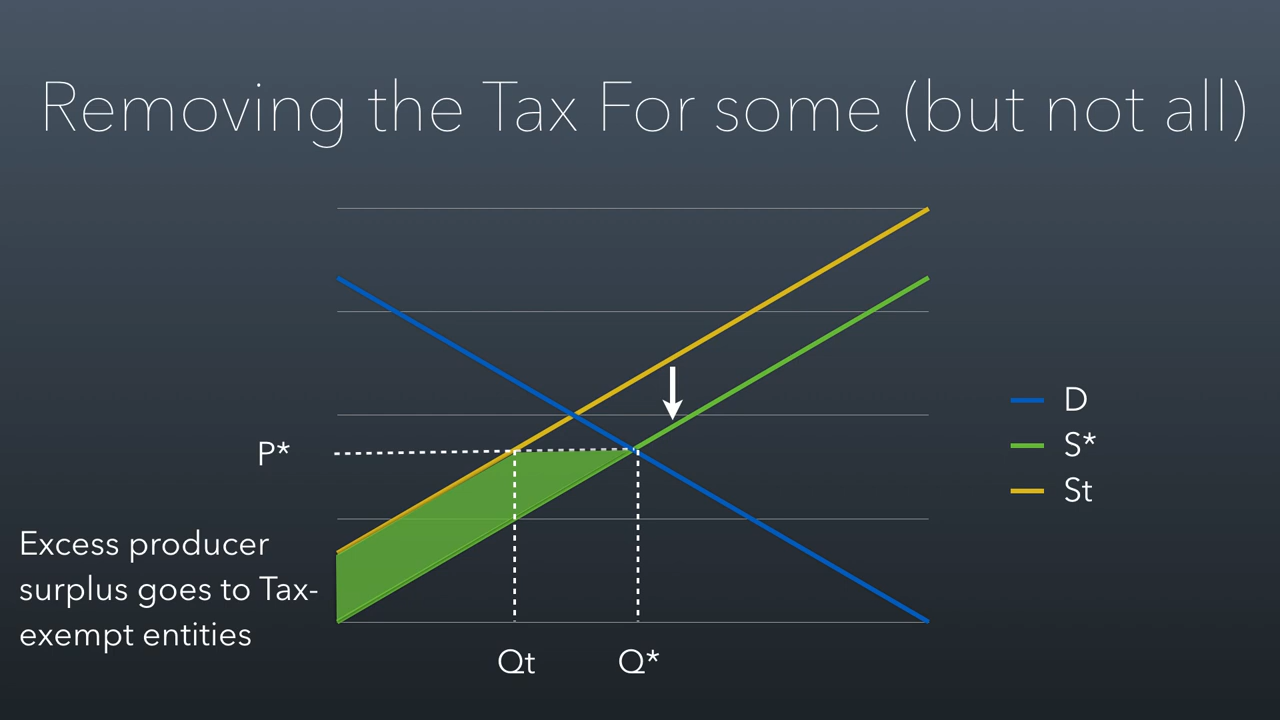 Removing the Tax For some (but not all)
D
S*
St
P*
Excess producer
surplus goes to Tax-
exempt entities
Qt
Q*